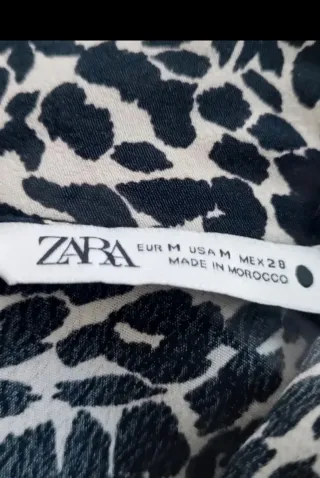 ZARA EUR M USA M MEX 28
MADE IN MOROCCO